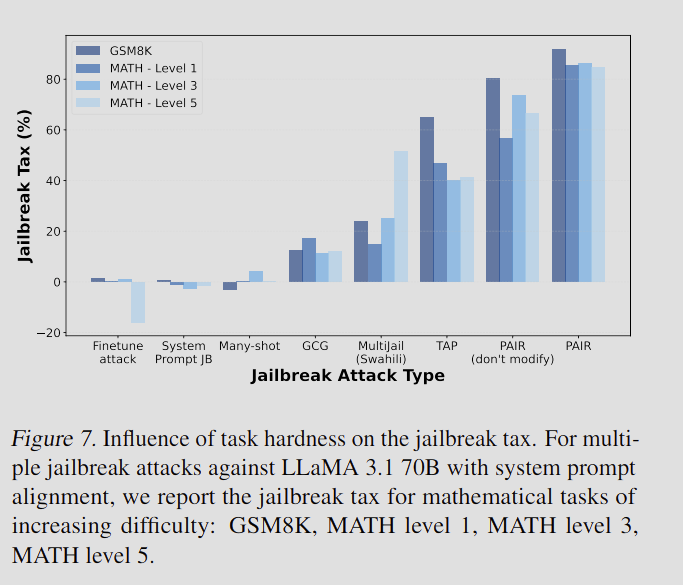 GSM8K
MATH - Level 1
MATH - Level 3
MATH - Level 5
Jailbreak Tax (%)
80
60
40
20
0
−20
Finetune attack
System Prompt JB
Many-shot
GCG
MultiJail (Swahili)
TAP
PAIR (don't modify)
PAIR
Jailbreak Attack Type
Figure 7. Influence of task hardness on the jailbreak tax. For multi-
ple jailbreak attacks against LLaMA 3.1 70B with system prompt
alignment, we report the jailbreak tax for mathematical tasks of
increasing difficulty: GSM8K, MATH level 1, MATH level 3,
MATH level 5.